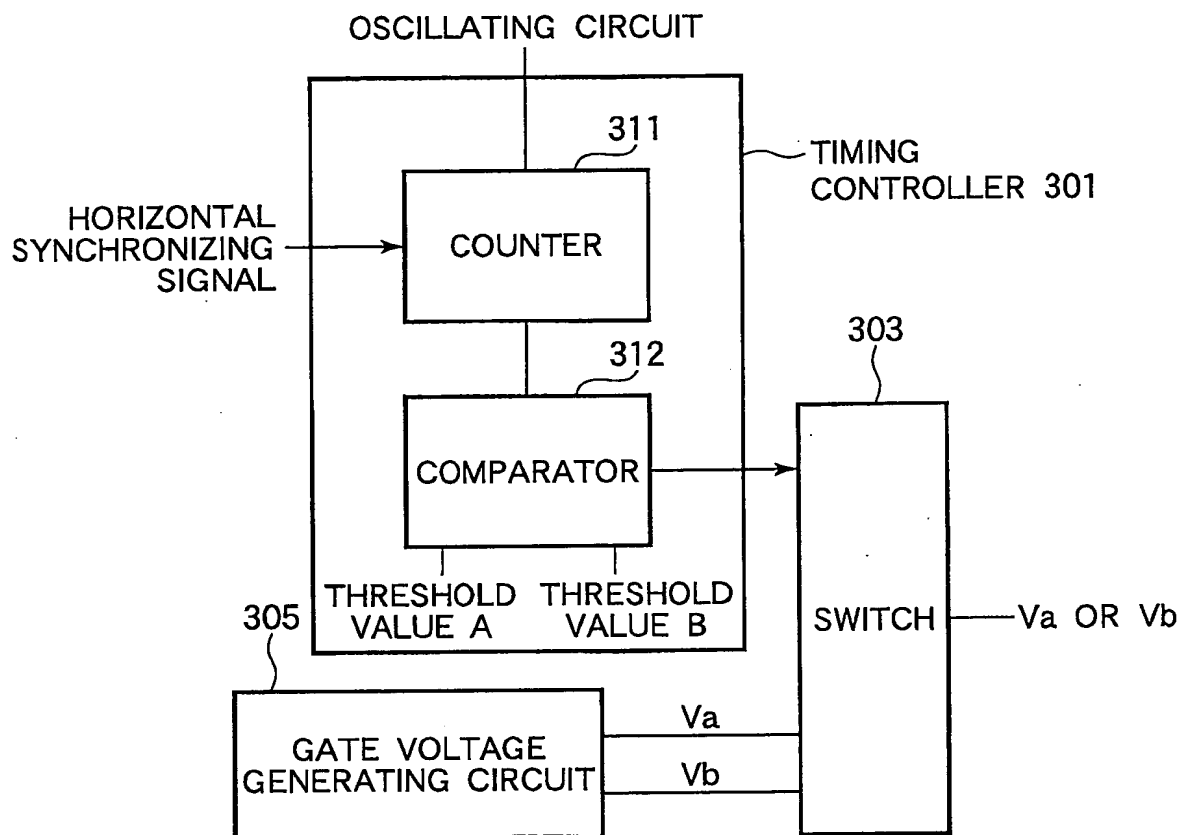 OSCILLATING CIRCUIT
311
TIMING
CONTROLLER 301
HORIZONTAL
SYNCHRONIZING
SIGNAL
COUNTER
312
303
COMPARATOR
THRESHOLD
VALUE A
THRESHOLD
VALUE B
305
SWITCH
Va OR Vb
GATE VOLTAGE
GENERATING CIRCUIT
Va
Vb